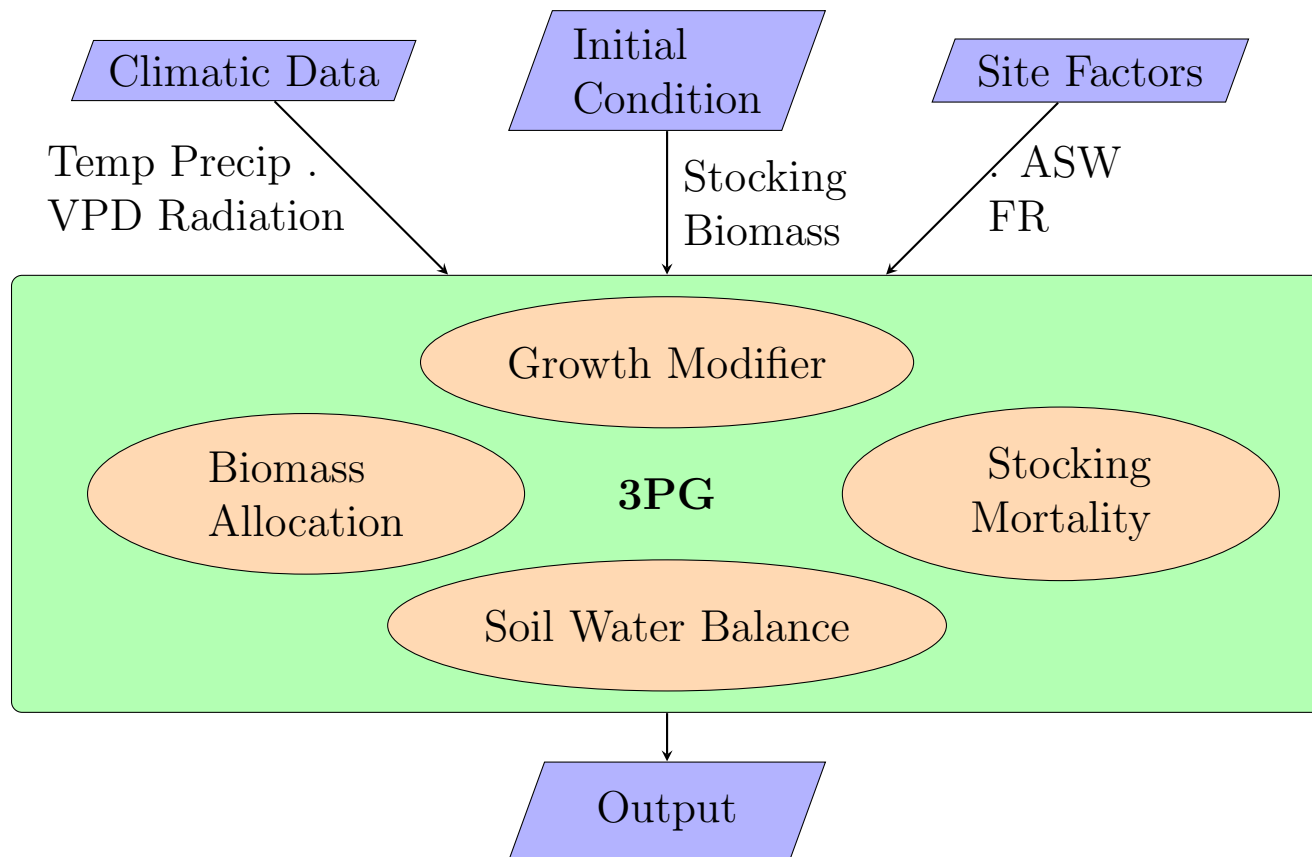 Climatic Data
Initial
Condition
Site Factors
Temp Precip .
VPD Radiation
Stocking
Biomass
. ASW
FR
Growth Modifier
Biomass
Allocation
3PG
Stocking
Mortality
Soil Water Balance
Output